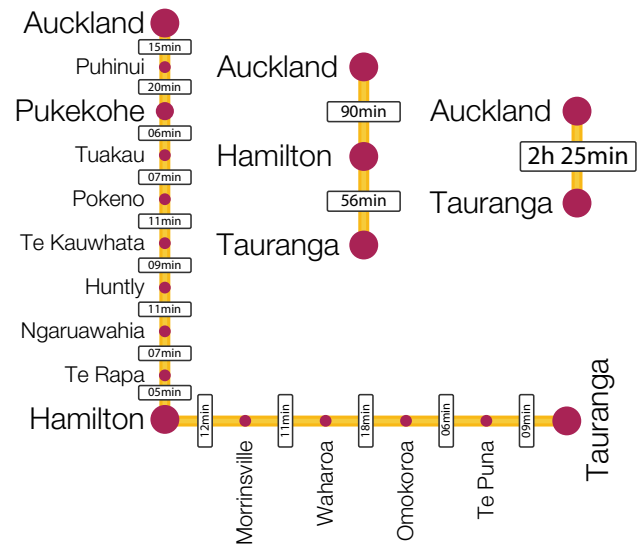 Auckland
15min
Puhinui
20min
Pukekohe
06min
Tuakau
07min
Pokeno
11min
Te Kauwhata
09min
Huntly
11min
Ngaruawahia
07min
Te Rapa
05min
Hamilton
12min
Morrinsville
11min
Waharoa
18min
Omokoroa
06min
Te Puna
09min
Tauranga
Auckland
90min
Hamilton
56min
Tauranga
Auckland
2h 25min
Tauranga